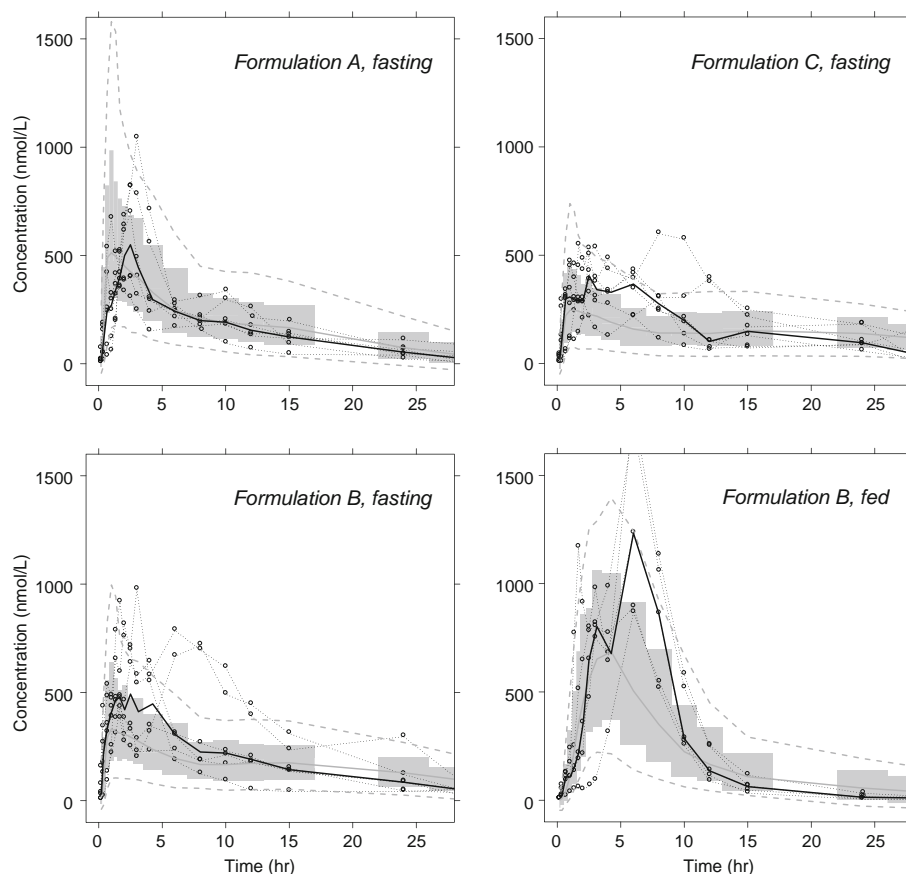 1500
1000
500
0
Concentration (nmol/L)
Formulation A, fasting
0 5 10 15 20 25
1500
1000
500
0
Formulation C, fasting
0 5 10 15 20 25
1500
1000
500
0
Concentration (nmol/L)
Formulation B, fasting
0 5 10 15 20 25
Time (hr)
1500
1000
500
0
Formulation B, fed
0 5 10 15 20 25
Time (hr)